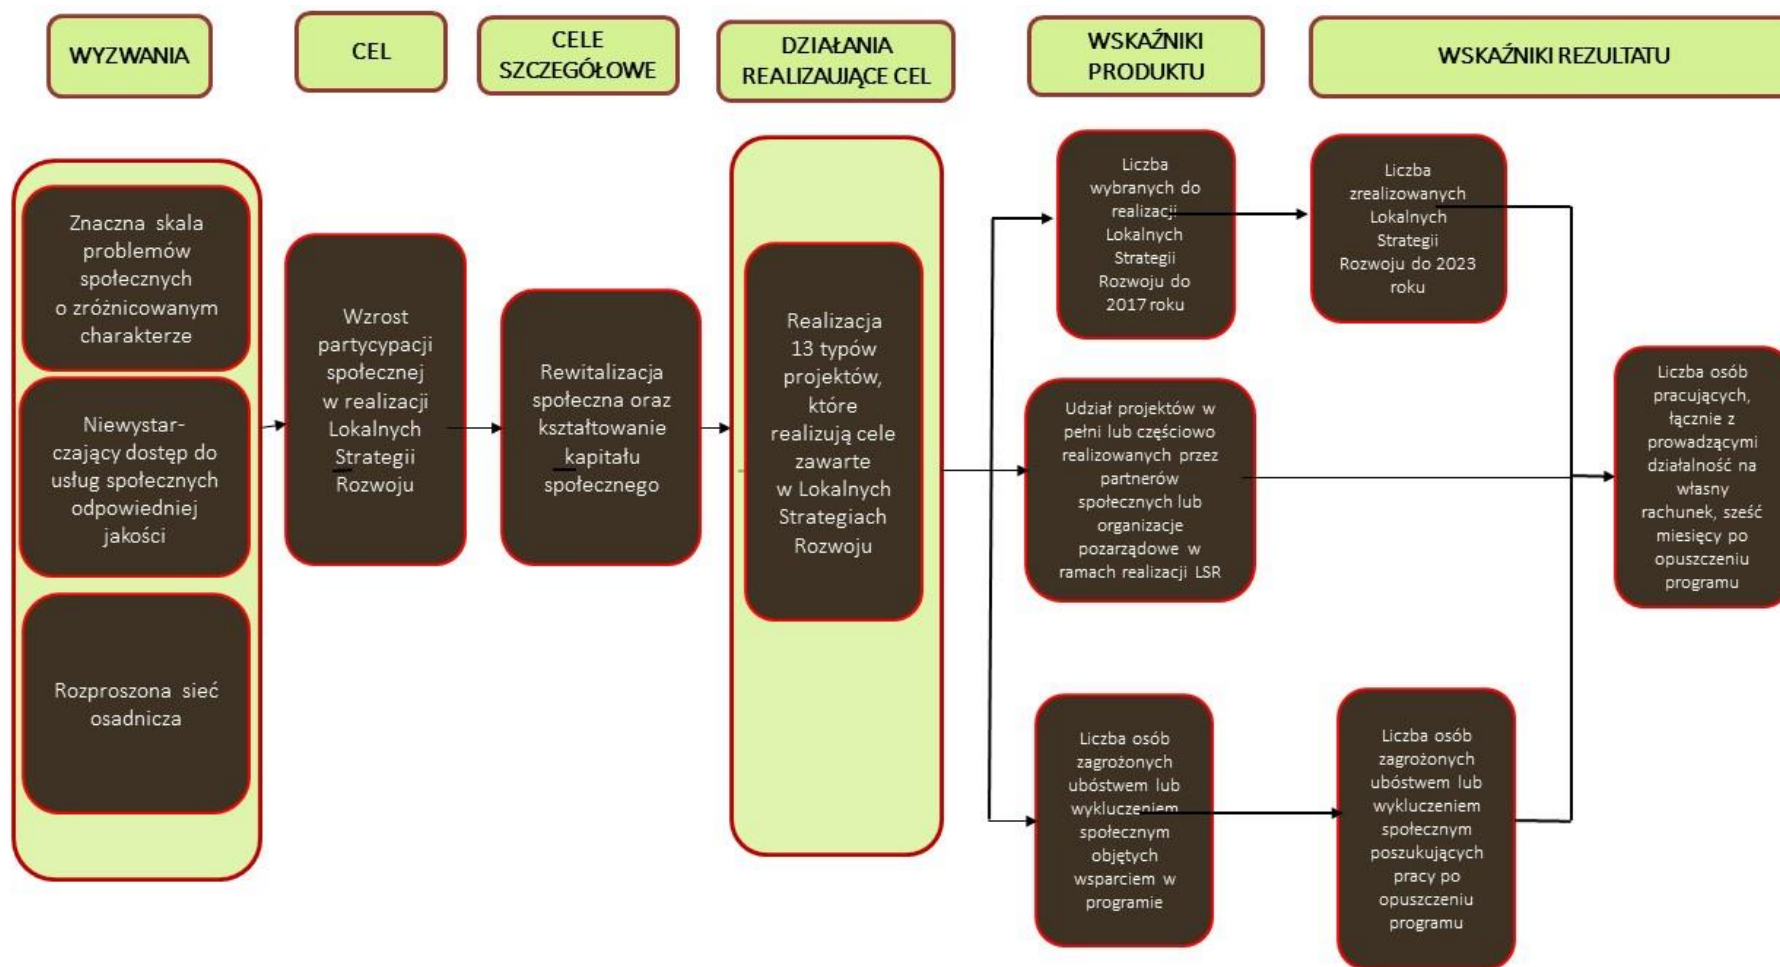 WYZWANIA
CEL
CELE
SZCZEGÓŁOWE
DZIAŁANIA
REALIZAUJĄCE CEL
WSKAŹNIKI
PRODUKTU
WSKAŹNIKI REZULTATU
Znaczna skala
problemów
społecznych
o zróżnicowanym
charakterze
Niewystar-
czający dostęp do
usług społecznych
odpowiedniej
jakości
Rozproszona sieć
osadnicza
Wzrost
partycypacji
społecznej
w realizacji
Lokalnych
Strategii
Rozwoju
Rewitalizacja
społeczna oraz
kształtowanie
kapitału
społecznego
Realizacja
13 typów
projektów,
które
realizują cele
zawarte
w Lokalnych
Strategiach
Rozwoju
Liczba
wybranych do
realizacji
Lokalnych
Strategii
Rozwoju do
2017 roku
Udział projektów w
pełni lub częściowo
realizowanych przez
partnerów
społecznych lub
organizacje
pozarządowe w
ramach realizacji LSR
Liczba osób
zagrożonych
ubóstwem lub
wykluczeniem
społecznym
objętych
wsparciem w
programie
Liczba
zrealizowanych
Lokalnych
Strategii
Rozwoju do 2023
roku
Liczba osób
zagrożonych
ubóstwem lub
wykluczeniem
społecznym
poszukujących
pracy po
opuszczeniu
programu
Liczba osób
pracujących,
łącznie z
prowadzącymi
działalność na
własny
rachunek, sześć
miesięcy po
opuszczeniu
programu